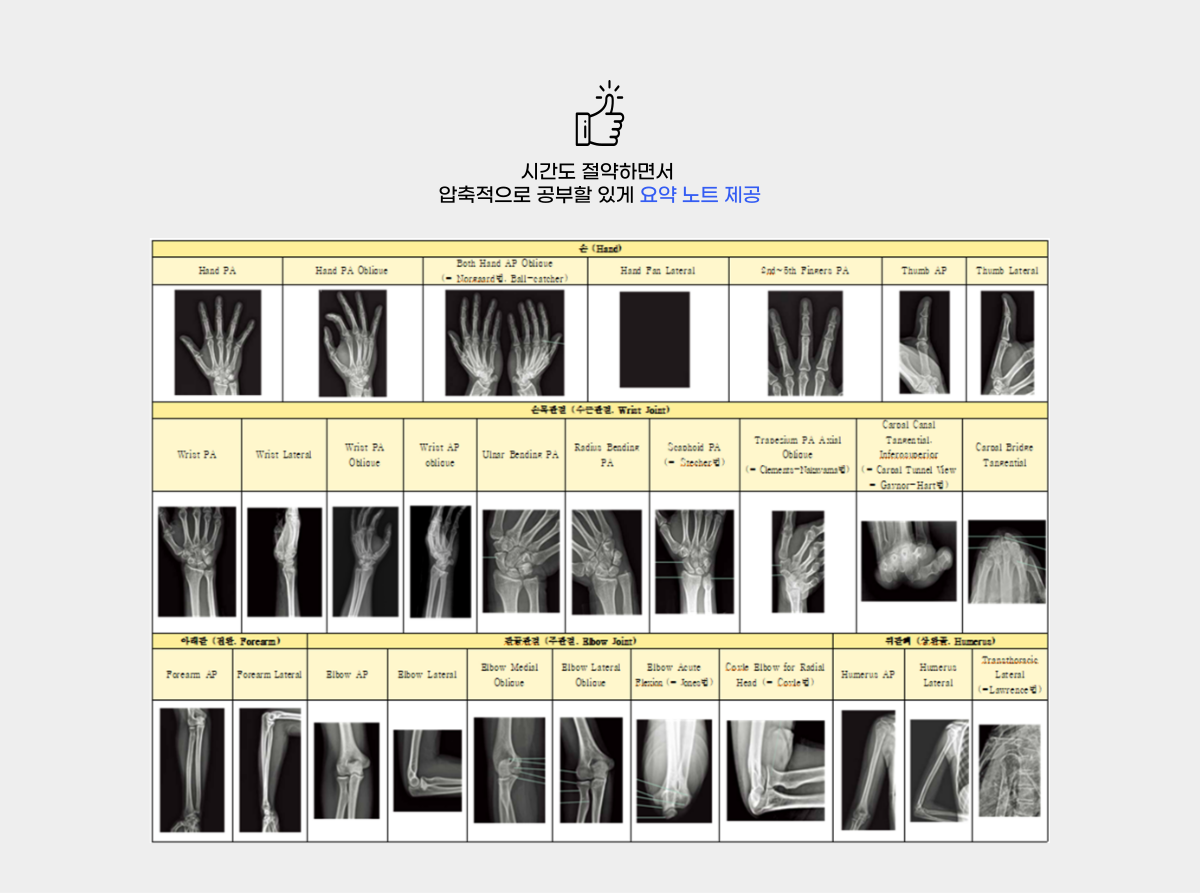 시간도 절약하면서
압축적으로 공부할 있게 요약 노트 제공
손 (Hand)
Hand PA
Hand PA Oblique
Both Hand AP Oblique
(= Norgaard법, Ball-catcher)
Hand Fan Lateral
2nd~5th Fingers PA
Thumb AP
Thumb Lateral
손목관절 (수근관절, Wrist Joint)
Wrist PA
Wrist Lateral
Wrist PA
Oblique
Wrist AP
oblique
Ulnar Bending PA
Radius Bending
PA
Scaphoid PA
(= Stecher법)
Trapezium PA Axial
Oblique
(= Clements-Nakayama법)
Carpal Canal
Tangential,
Inferosuperior
(= Carpal Tunnel View
= Gaynor-Hart법)
Carpal Bridge
Tangential
아래팔 (전완, Forearm)
팔꿈관절 (주관절, Elbow Joint)
위팔뼈 (상완골, Humerus)
Forearm AP
Forearm Lateral
Elbow AP
Elbow Lateral
Elbow Medial
Oblique
Elbow Lateral
Oblique
Elbow Acute
Flexion (= Jones법)
Coyle Elbow for Radial
Head (= Coyle법)
Humerus AP
Humerus
Lateral
Transthoracic
Lateral
(=Lawrence법)